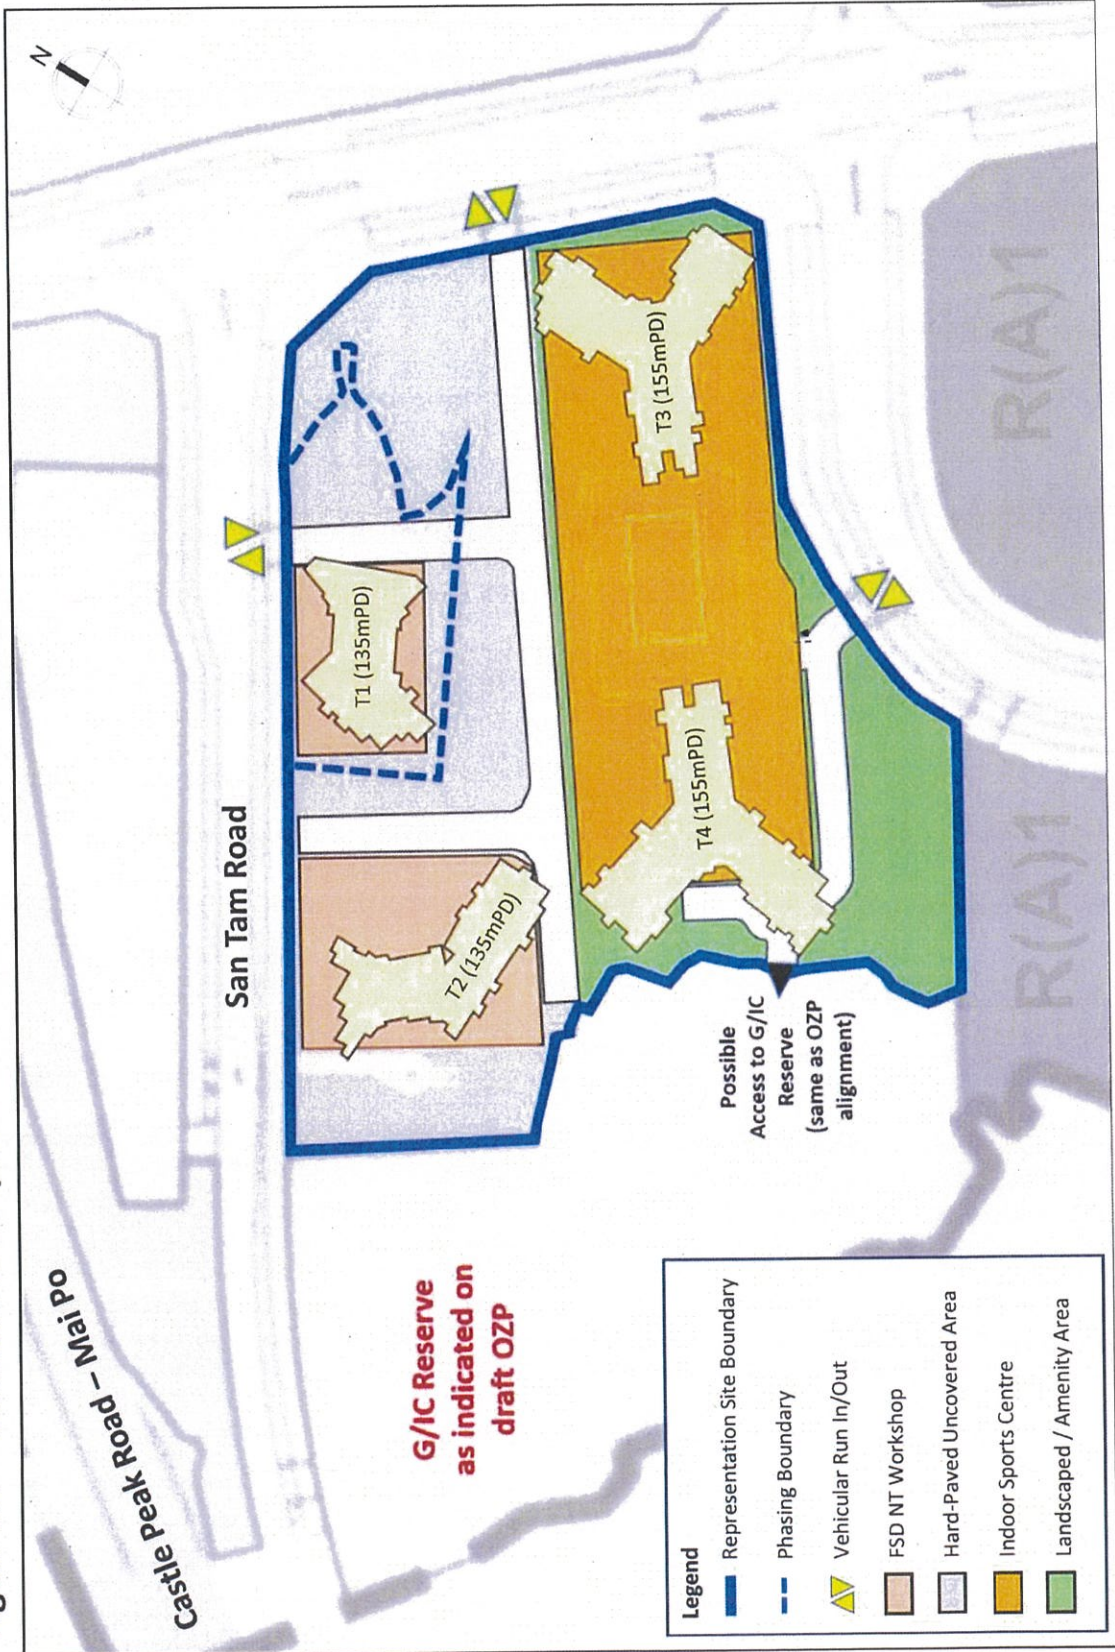 N
Castle Peak Road – Mai Po
San Tam Road
T1 (135mPD)
T2 (135mPD)
T3 (155mPD)
T4 (155mPD)
R(A)1
R(A)1
G/IC Reserve
as indicated on
draft OZP
Possible
Access to G/IC
Reserve
(same as OZP
alignment)
Legend
Representation Site Boundary
Phasing Boundary
Vehicular Run In/Out
FSD NT Workshop
Hard-Paved Uncovered Area
Indoor Sports Centre
Landscaped / Amenity Area